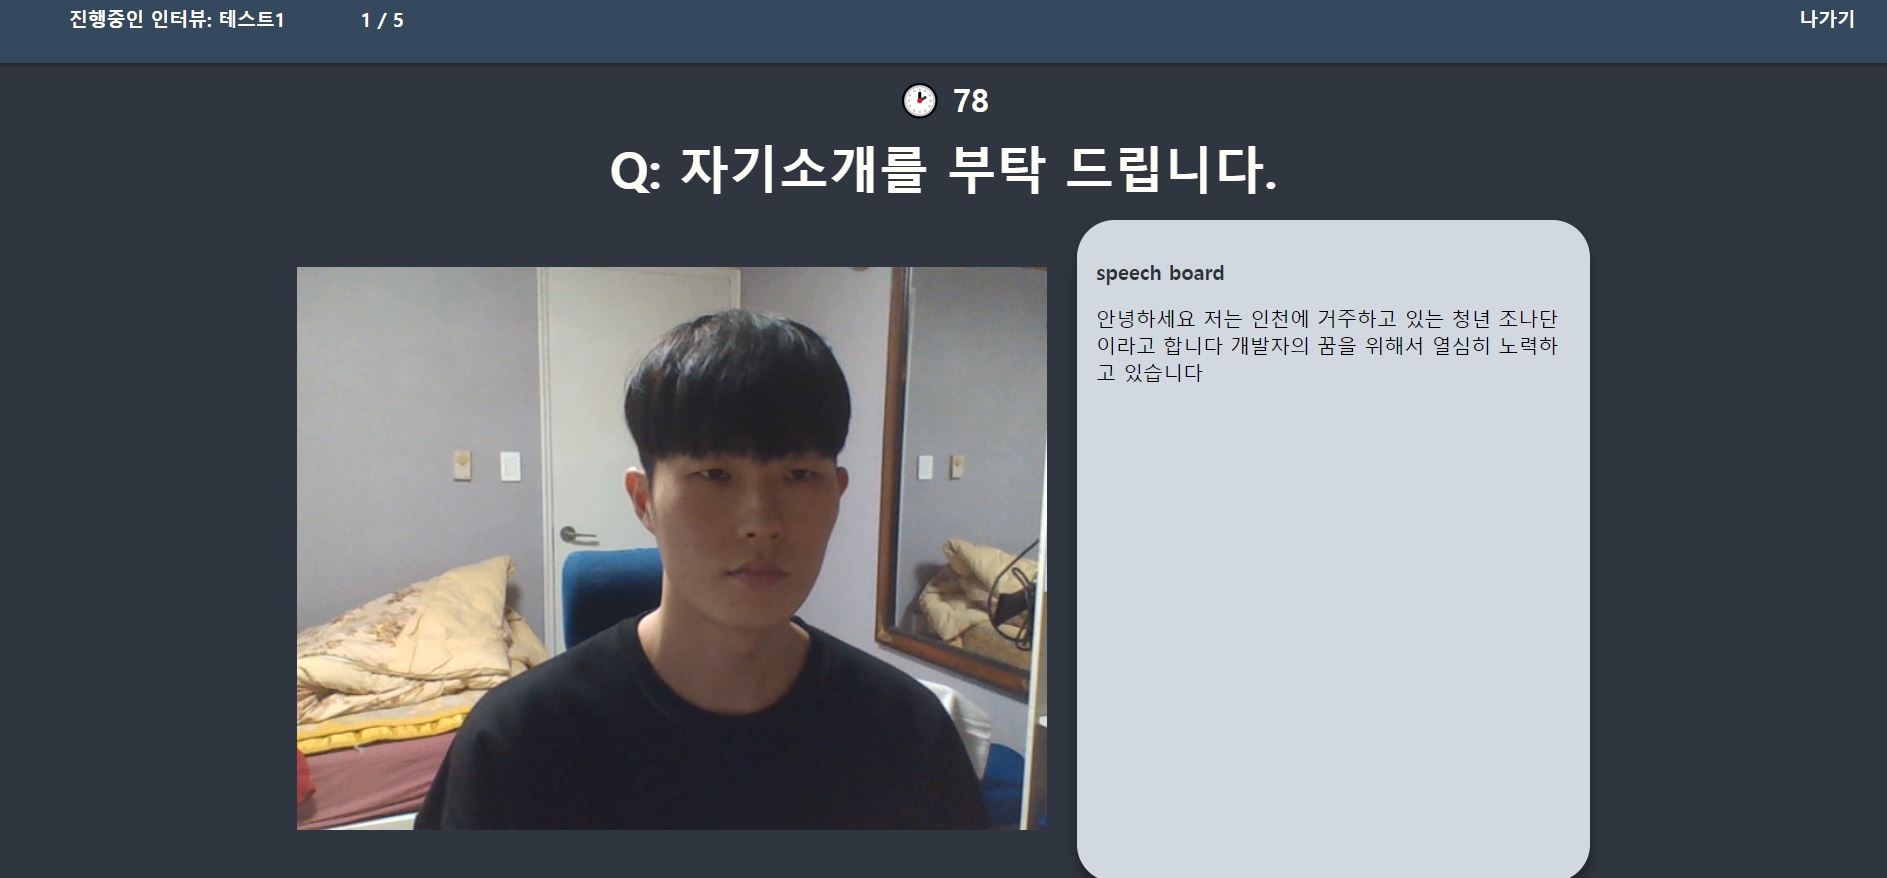 진행중인 인터뷰: 테스트1 1 / 5 나가기
78
Q: 자기소개를 부탁 드립니다.
speech board
안녕하세요 저는 인천에 거주하고 있는 청년 조나단
이라고 합니다 개발자의 꿈을 위해서 열심히 노력하
고 있습니다